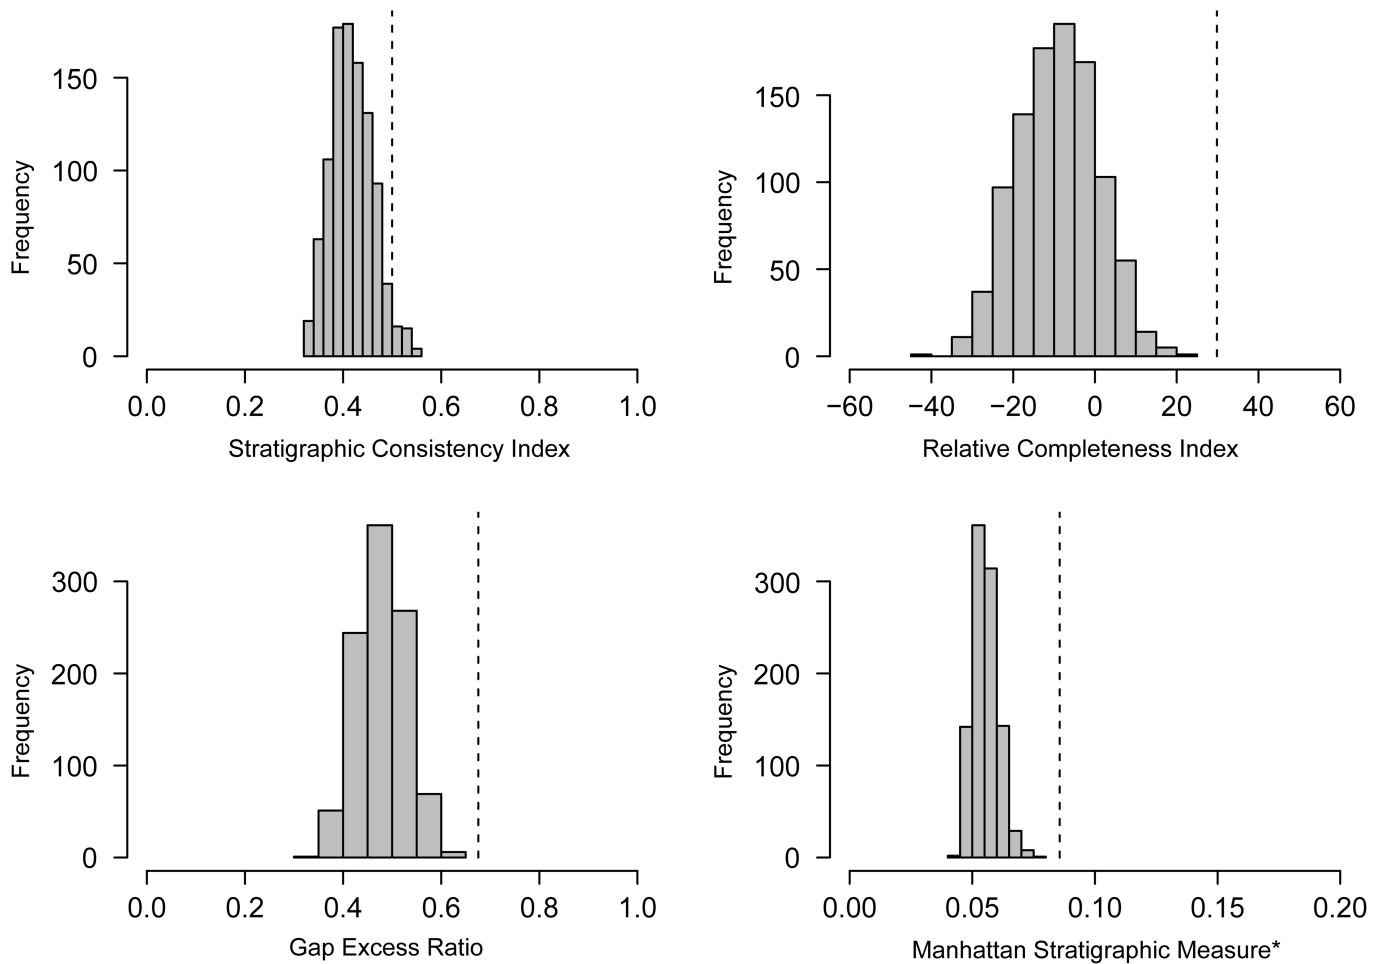 Frequency
150
100
50
0
0.0 0.2 0.4 0.6 0.8 1.0
Stratigraphic Consistency Index
Frequency
150
100
50
0
−60 −40 −20 0 20 40 60
Relative Completeness Index
Frequency
300
200
100
0
0.0 0.2 0.4 0.6 0.8 1.0
Gap Excess Ratio
Frequency
300
200
100
0
0.00 0.05 0.10 0.15 0.20
Manhattan Stratigraphic Measure*